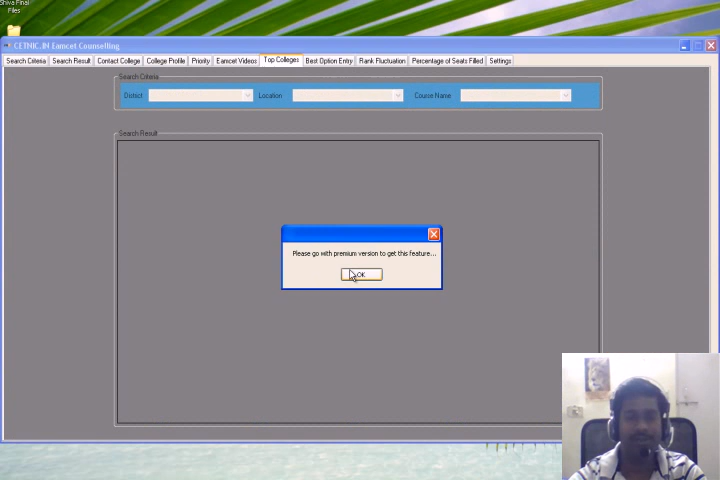 Shiva Final
Files
CETNIC.IN Eamcet Counselling
Search Criteria Search Result Contact College College Profile Priority Eamcet Videos Top Colleges Best Option Entry Rank Fluctuation Percentage of Seats Filled Settings
Search Criteria
District Location Course Name
Search Result
Please go with premium version to get this feature...
OK